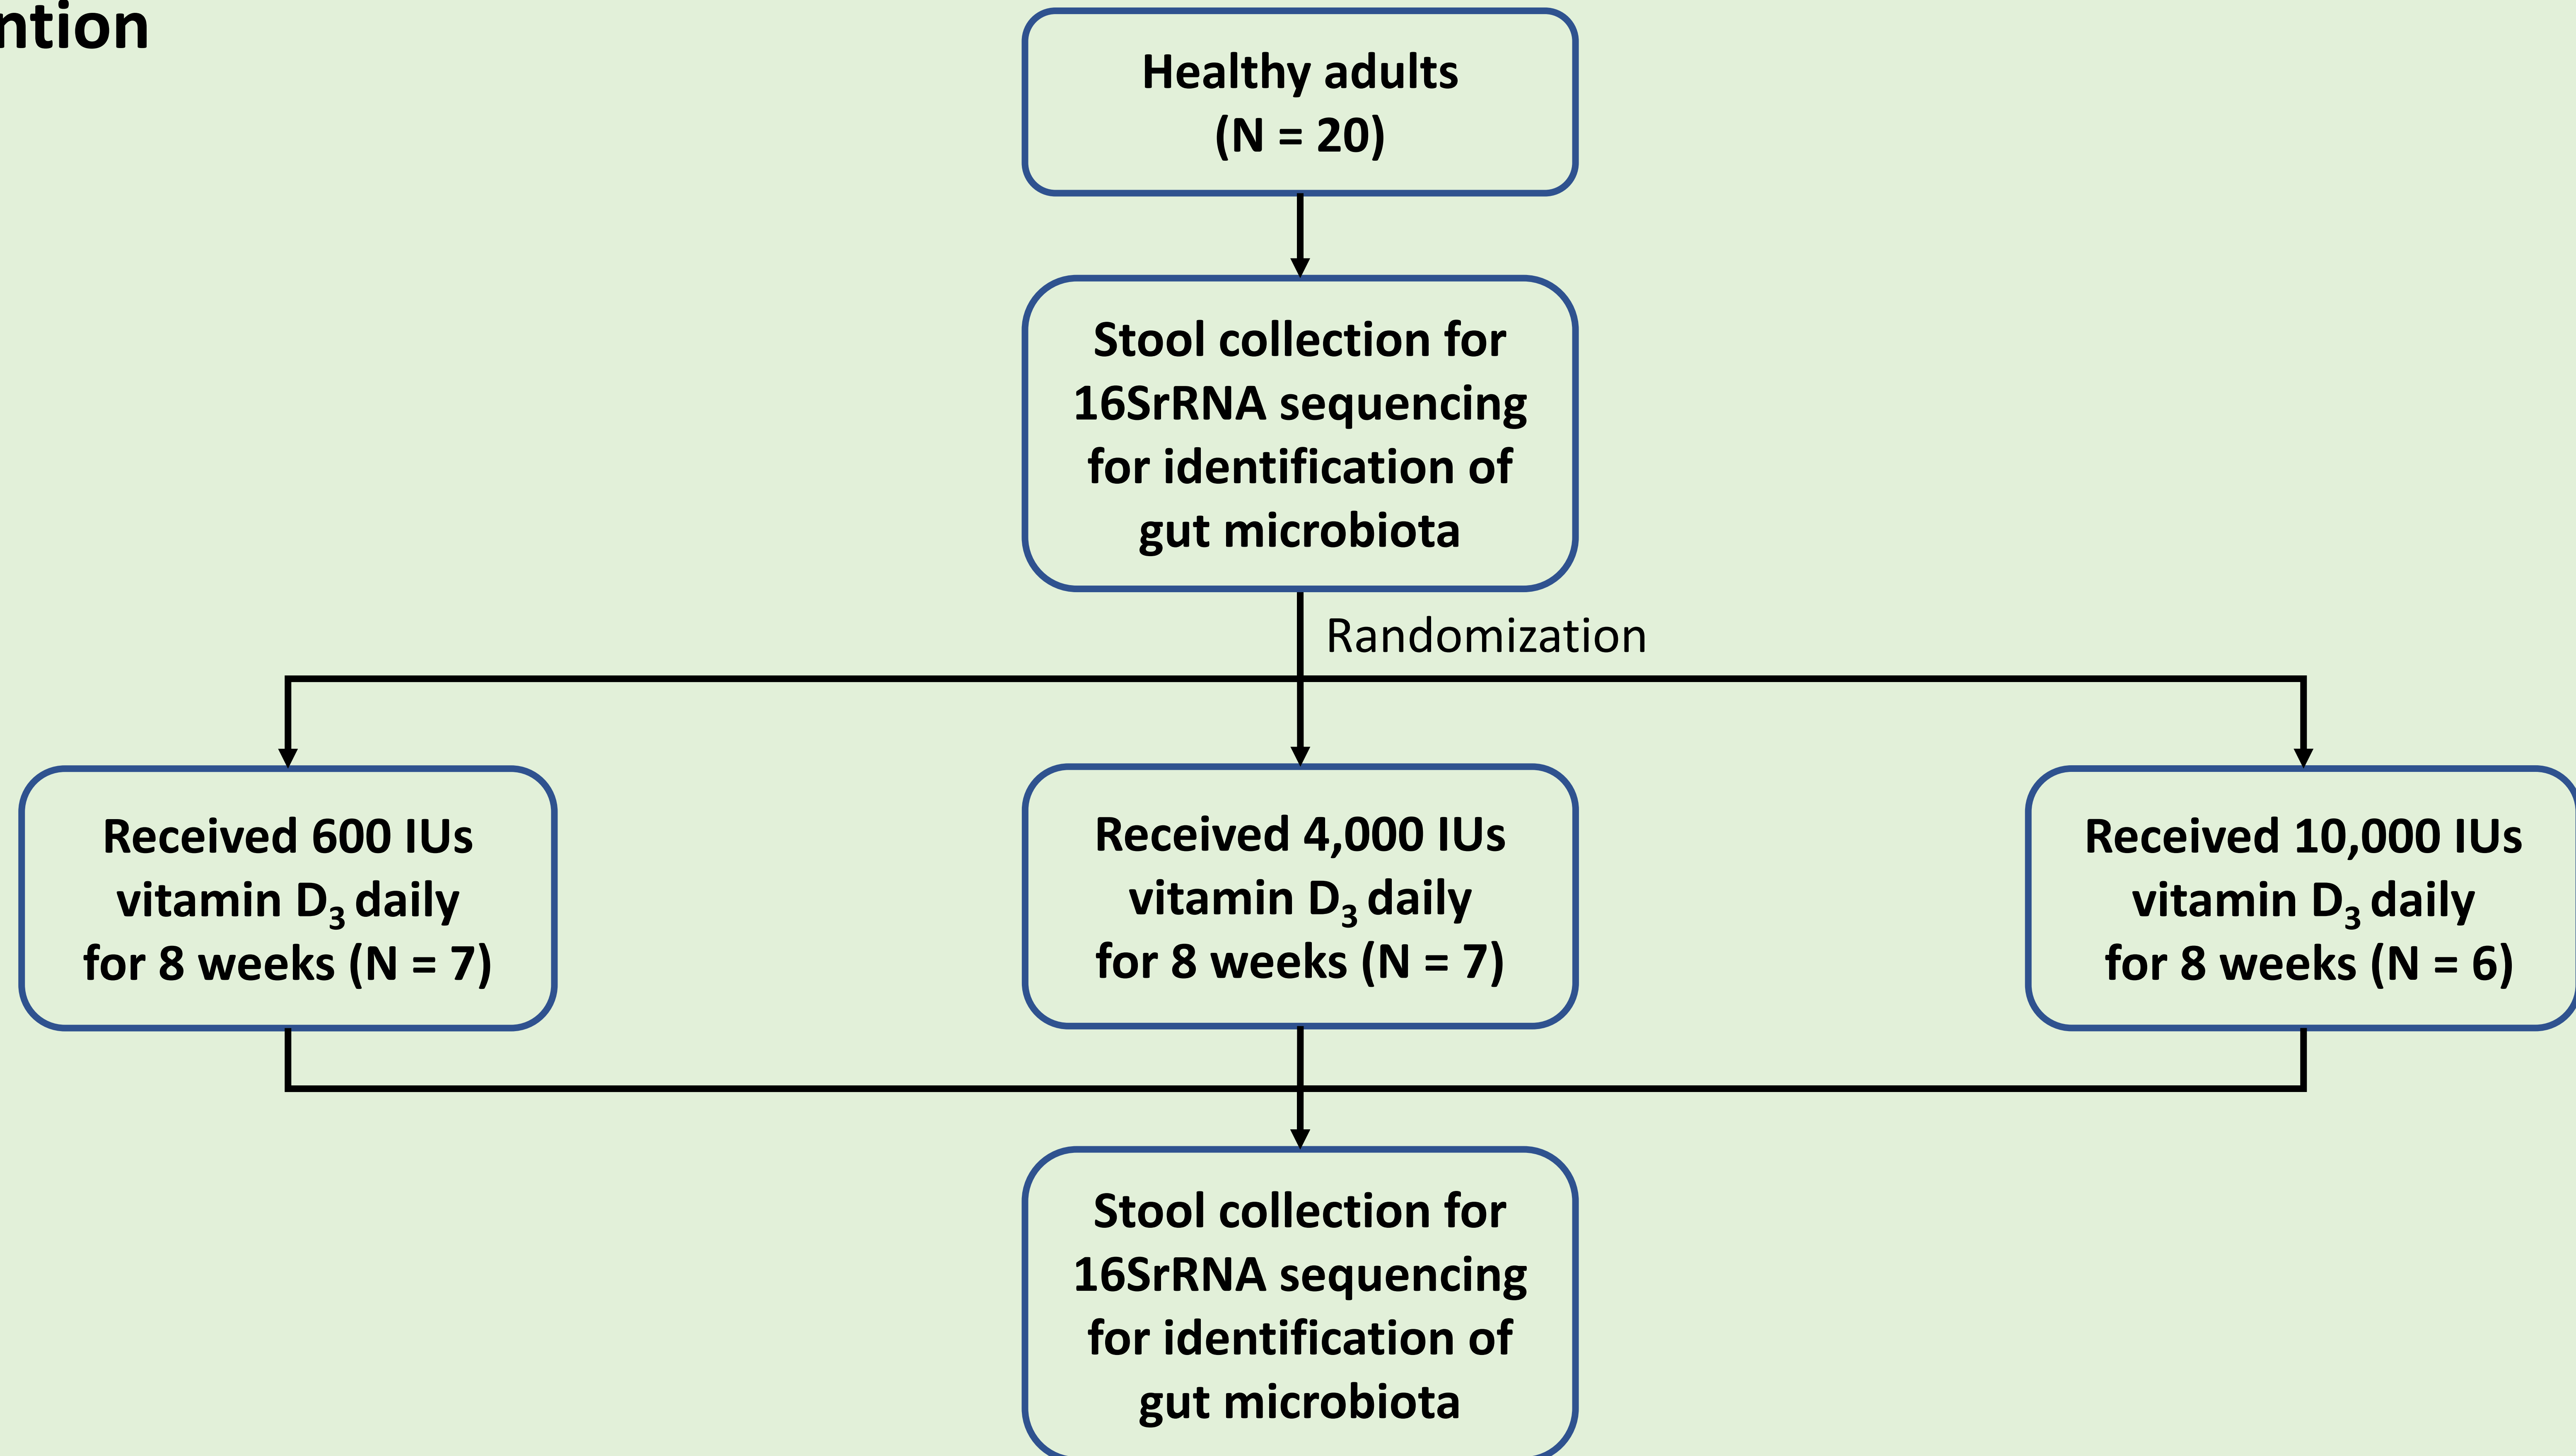 ntion
Healthy adults
(N = 20)
Stool collection for
16SrRNA sequencing
for identification of
gut microbiota
Randomization
Received 600 IUs
vitamin D3 daily
for 8 weeks (N = 7)
Received 4,000 IUs
vitamin D3 daily
for 8 weeks (N = 7)
Received 10,000 IUs
vitamin D3 daily
for 8 weeks (N = 6)
Stool collection for
16SrRNA sequencing
for identification of
gut microbiota